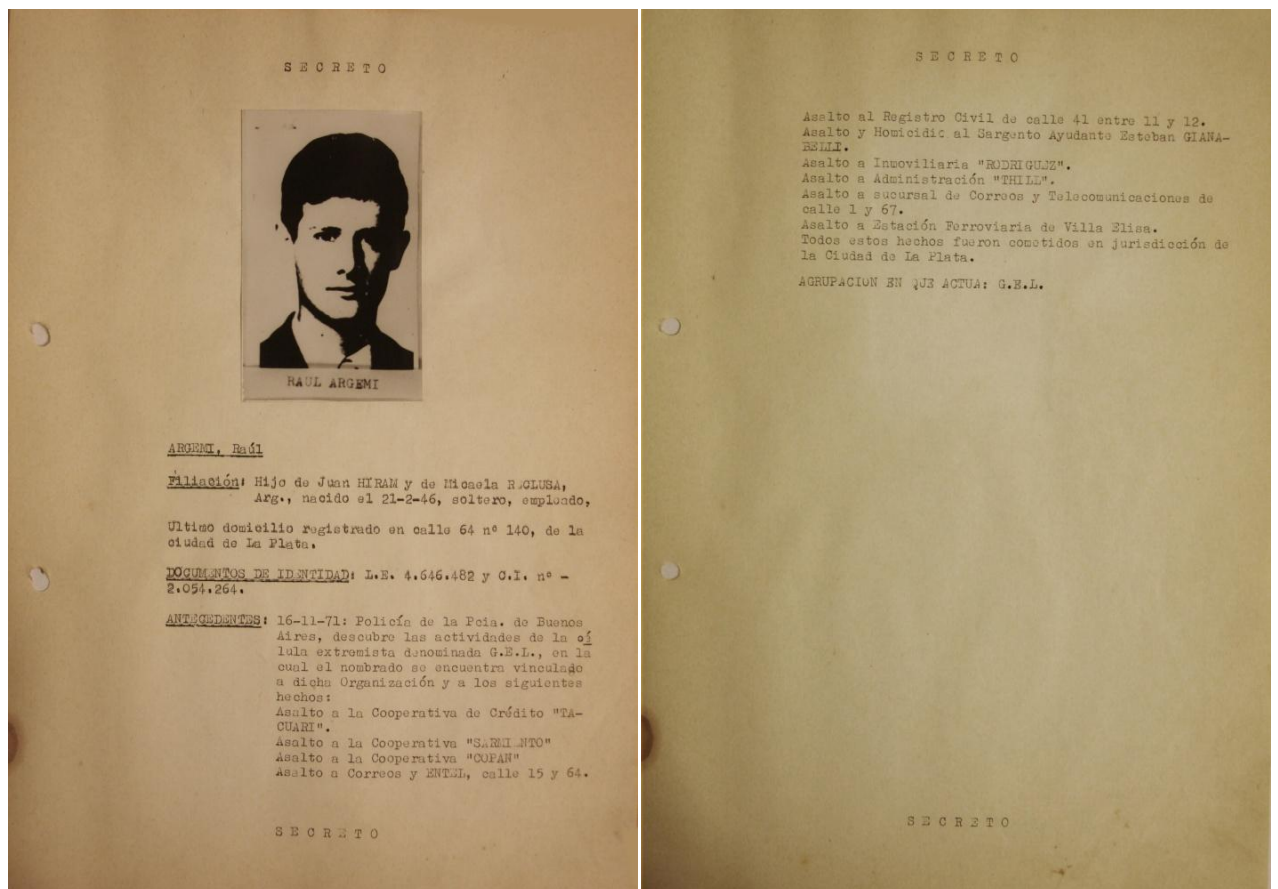 SECRETO
RAUL ARGEMI
ARGEMI, Raúl
Filiación: Hijo de Juan HIRAM y de Micaela RECLUSA,
Arg., nacido el 21-2-46, soltero, empleado,
Ultimo domicilio registrado en calle 64 nº 140, de la
ciudad de La Plata.
DOCUMENTOS DE IDENTIDAD: L.E. 4.646.482 y C.I. nº -
2.054.264.
ANTECEDENTES: 16-11-71: Policía de la Pcia. de Buenos
Aires, descubre las actividades de la cé
lula extremista denominada G.E.L., en la
cual el nombrado se encuentra vinculado
a dicha Organización y a los siguientes
hechos:
Asalto a la Cooperativa de Crédito "TA-
CUARI".
Asalto a la Cooperativa "SARMIENTO"
Asalto a la Cooperativa "COPAN"
Asalto a Correos y ENTEL, calle 15 y 64.
SECRETO
SECRETO
Asalto al Registro Civil de calle 41 entre 11 y 12.
Asalto y Homicidio al Sargento Ayudante Esteban GIANA-
BELLI.
Asalto a Inmoviliaria "RODRIGUEZ".
Asalto a Administración "THILL".
Asalto a sucursal de Correos y Telecomunicaciones de
calle 1 y 67.
Asalto a Estación Ferroviaria de Villa Elisa.
Todos estos hechos fueron cometidos en jurisdicción de
la Ciudad de La Plata.
AGRUPACION EN QUE ACTUA: G.E.L.
SECRETO